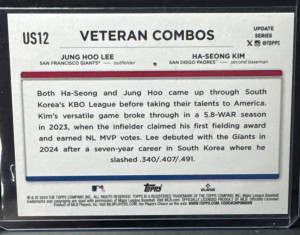 US12
VETERAN COMBOS
UPDATE
SERIES
@TOPPS
JUNG HOO LEE
SAN FRANCISCO GIANTS® — outfielder
HA-SEONG KIM
SAN DIEGO PADRES™ — second baseman
Both Ha-Seong and Jung Hoo came up through South
Korea's KBO League before taking their talents to America.
Kim's versatile game broke through in a 5.8-WAR season
in 2023, when the infielder claimed his first fielding award
and earned NL MVP votes. Lee debuted with the Giants in
2024 after a seven-year career in South Korea where he
slashed .340/.407/.491.
Topps